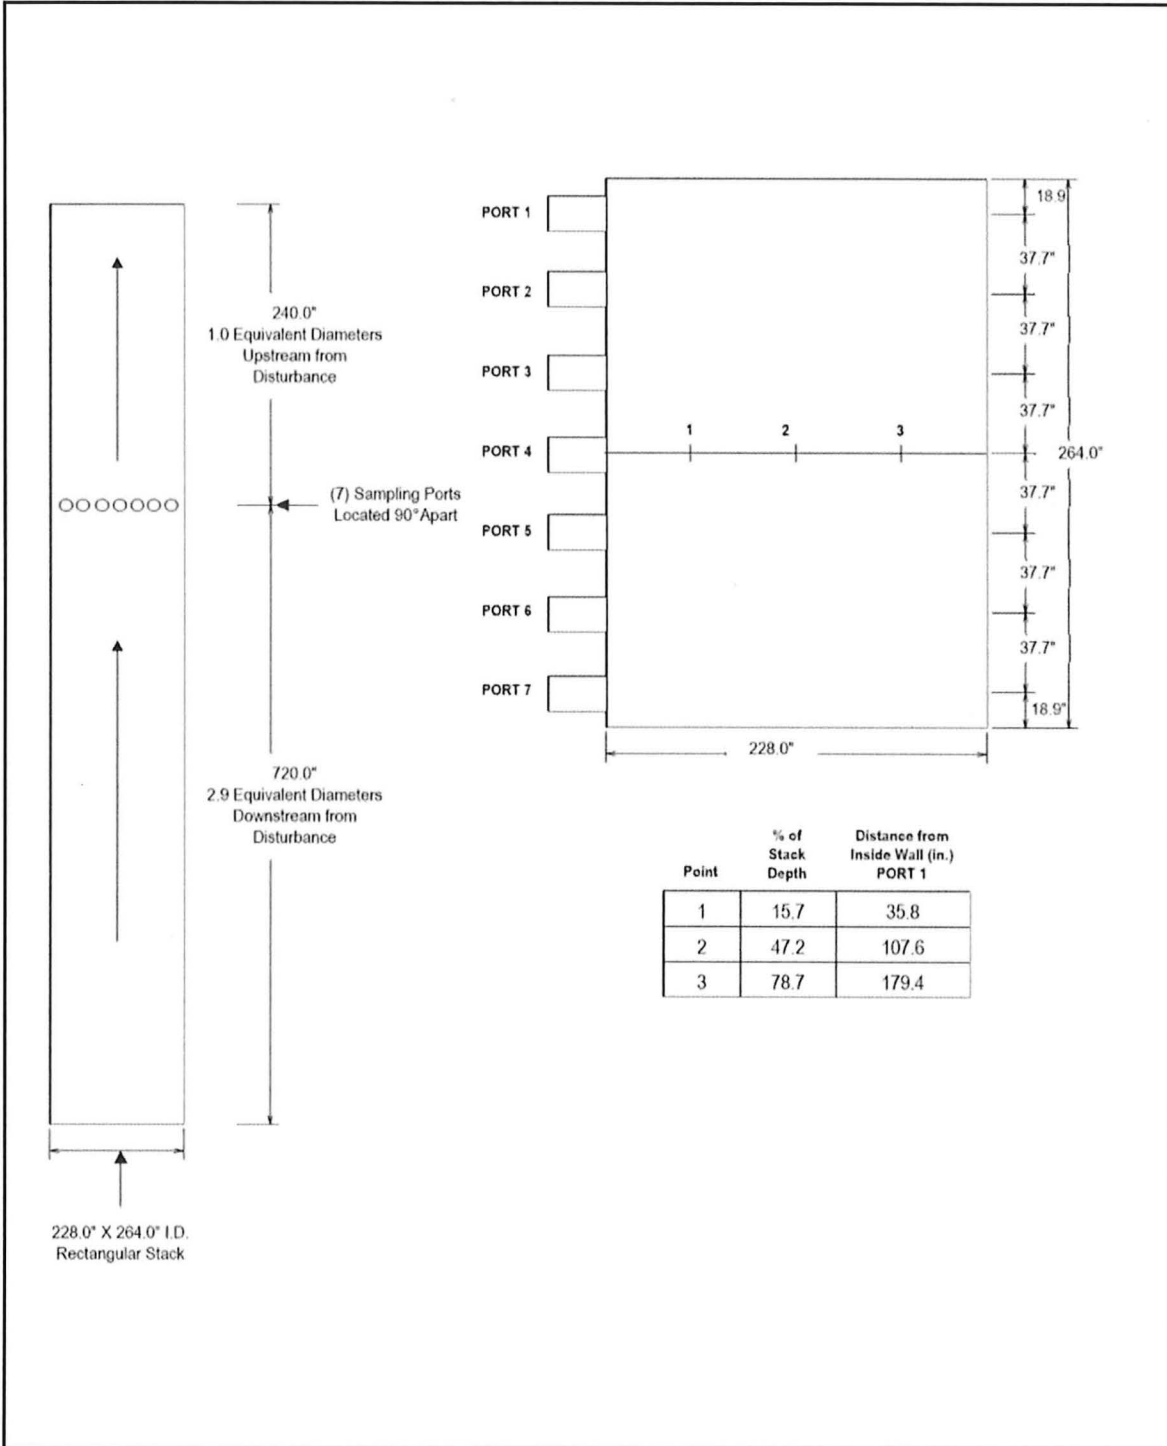 240.0"
1.0 Equivalent Diameters
Upstream from
Disturbance
(7) Sampling Ports
Located 90°Apart
720.0"
2.9 Equivalent Diameters
Downstream from
Disturbance
228.0" X 264.0" I.D.
Rectangular Stack
PORT 1
PORT 2
PORT 3
PORT 4
PORT 5
PORT 6
PORT 7
1 2 3
18.9
37.7"
37.7"
37.7"
264.0"
37.7"
37.7"
37.7"
18.9"
228.0"
Point % of Stack Depth Distance from Inside Wall (in.) PORT 1
1 15.7 35.8
2 47.2 107.6
3 78.7 179.4